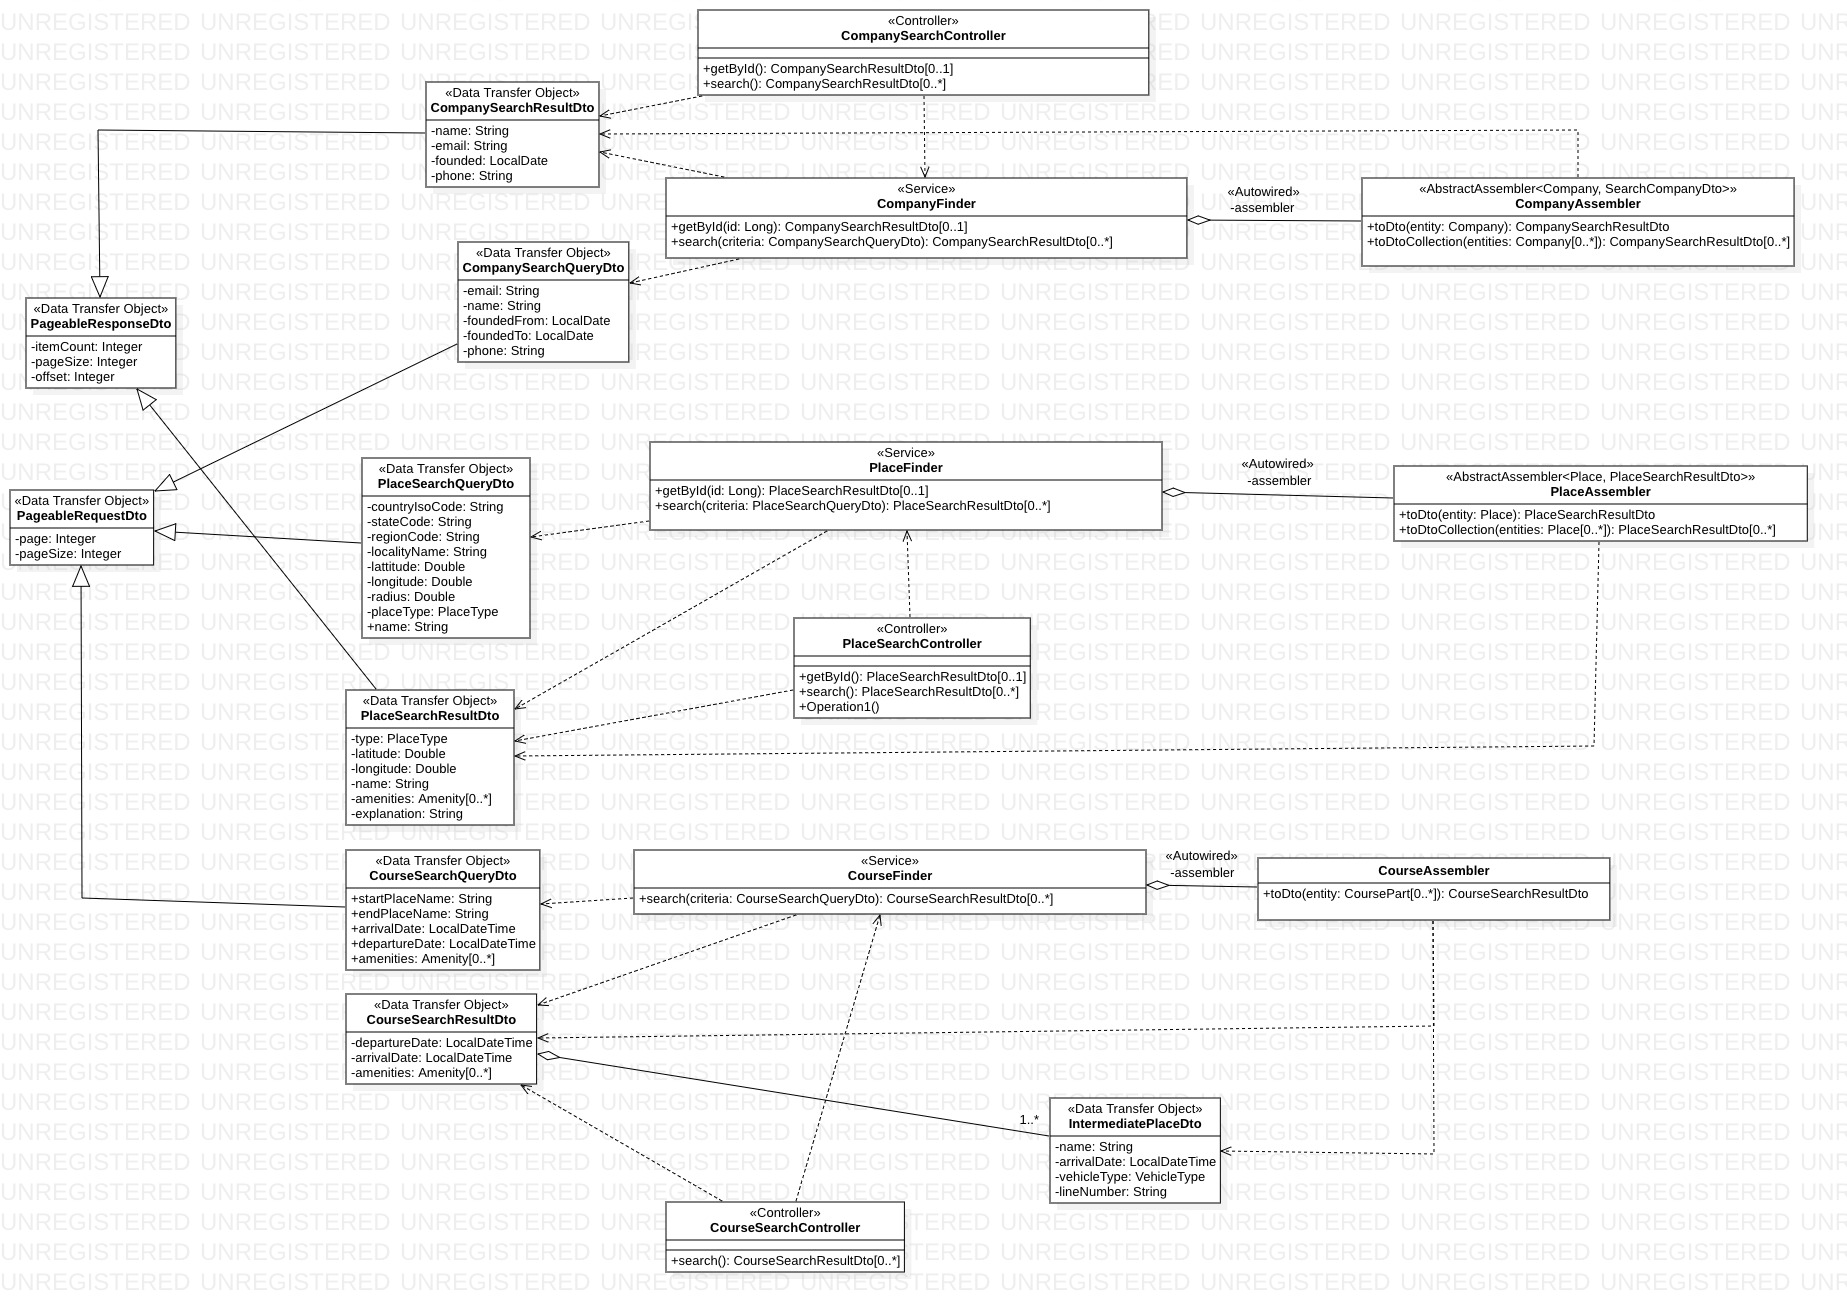 «Controller»
CompanySearchController
+getById(): CompanySearchResultDto[0..1]
+search(): CompanySearchResultDto[0..*]
«Data Transfer Object»
CompanySearchResultDto
-name: String
-email: String
-founded: LocalDate
-phone: String
«Service»
CompanyFinder
+getById(id: Long): CompanySearchResultDto[0..1]
+search(criteria: CompanySearchQueryDto): CompanySearchResultDto[0..*]
«Autowired»
-assembler
«AbstractAssembler<Company, SearchCompanyDto>»
CompanyAssembler
+toDto(entity: Company): CompanySearchResultDto
+toDtoCollection(entities: Company[0..*]): CompanySearchResultDto[0..*]
«Data Transfer Object»
CompanySearchQueryDto
-email: String
-name: String
-foundedFrom: LocalDate
-foundedTo: LocalDate
-phone: String
«Data Transfer Object»
PageableResponseDto
-itemCount: Integer
-pageSize: Integer
-offset: Integer
«Data Transfer Object»
PageableRequestDto
-page: Integer
-pageSize: Integer
«Data Transfer Object»
PlaceSearchQueryDto
-countryIsoCode: String
-stateCode: String
-regionCode: String
-localityName: String
-lattitude: Double
-longitude: Double
-radius: Double
-placeType: PlaceType
+name: String
«Service»
PlaceFinder
+getById(id: Long): PlaceSearchResultDto[0..1]
+search(criteria: PlaceSearchQueryDto): PlaceSearchResultDto[0..*]
«Autowired»
-assembler
«AbstractAssembler<Place, PlaceSearchResultDto>»
PlaceAssembler
+toDto(entity: Place): PlaceSearchResultDto
+toDtoCollection(entities: Place[0..*]): PlaceSearchResultDto[0..*]
«Controller»
PlaceSearchController
+getById(): PlaceSearchResultDto[0..1]
+search(): PlaceSearchResultDto[0..*]
+Operation1()
«Data Transfer Object»
PlaceSearchResultDto
-type: PlaceType
-latitude: Double
-longitude: Double
-name: String
-amenities: Amenity[0..*]
-explanation: String
«Data Transfer Object»
CourseSearchQueryDto
+startPlaceName: String
+endPlaceName: String
+arrivalDate: LocalDateTime
+departureDate: LocalDateTime
+amenities: Amenity[0..*]
«Service»
CourseFinder
+search(criteria: CourseSearchQueryDto): CourseSearchResultDto[0..*]
«Autowired»
-assembler
CourseAssembler
+toDto(entity: CoursePart[0..*]): CourseSearchResultDto
«Data Transfer Object»
CourseSearchResultDto
-departureDate: LocalDateTime
-arrivalDate: LocalDateTime
-amenities: Amenity[0..*]
1..*
«Data Transfer Object»
IntermediatePlaceDto
-name: String
-arrivalDate: LocalDateTime
-vehicleType: VehicleType
-lineNumber: String
«Controller»
CourseSearchController
+search(): CourseSearchResultDto[0..*]
UNREGISTERED